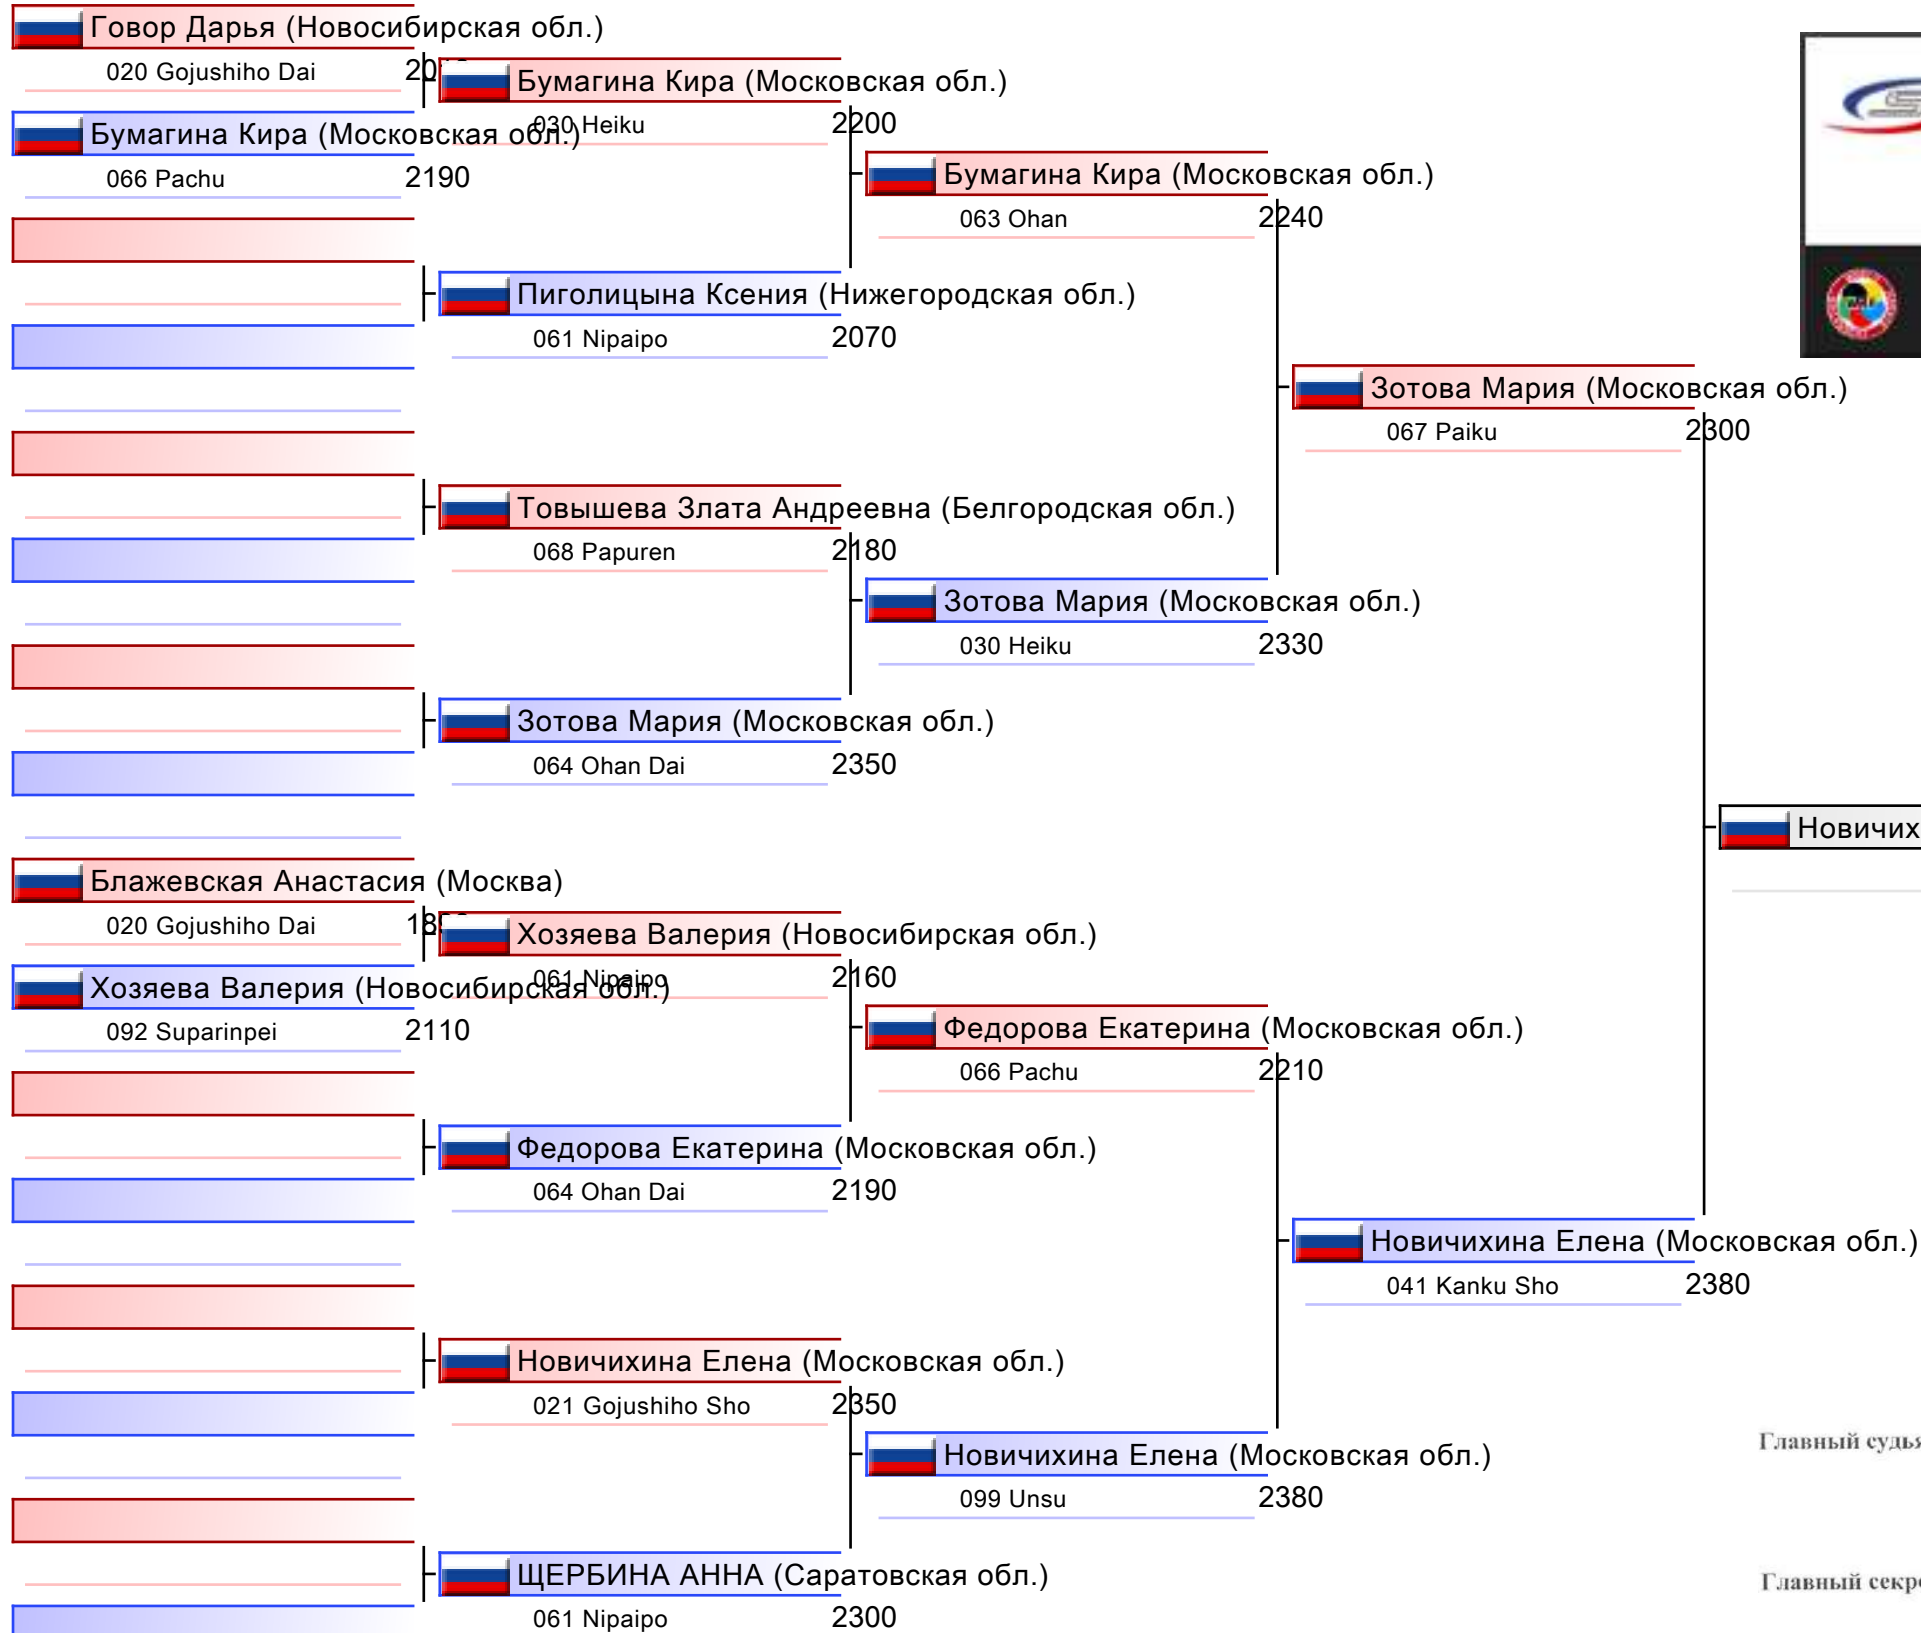 Говор Дарья (Новосибирская обл.)
020 Gojushiho Dai
Бумагина Кира (Московская обл.)
066 Pachu 2190
Бумагина Кира (Московская обл.)
030 Heiku 2200
Пиголицына Ксения (Нижегородская обл.)
061 Nipaipo 2070
Бумагина Кира (Московская обл.)
063 Ohan 2240
Товышева Злата Андреевна (Белгородская обл.)
068 Papuren 2180
Зотова Мария (Московская обл.)
064 Ohan Dai 2350
Зотова Мария (Московская обл.)
030 Heiku 2330
Зотова Мария (Московская обл.)
067 Paiku 2300
Блажевская Анастасия (Москва)
020 Gojushiho Dai
Хозяева Валерия (Новосибирская обл.)
092 Suparinpei 2110
Хозяева Валерия (Новосибирская обл.)
061 Nipaipo 2160
Федорова Екатерина (Московская обл.)
064 Ohan Dai 2190
Федорова Екатерина (Московская обл.)
066 Pachu 2210
Новичихина Елена (Московская обл.)
021 Gojushiho Sho 2350
ЩЕРБИНА АННА (Саратовская обл.)
061 Nipaipo 2300
Новичихина Елена (Московская обл.)
099 Unsu 2380
Новичихина Елена (Московская обл.)
041 Kanku Sho 2380
Новичих
Главный судья
Главный секр